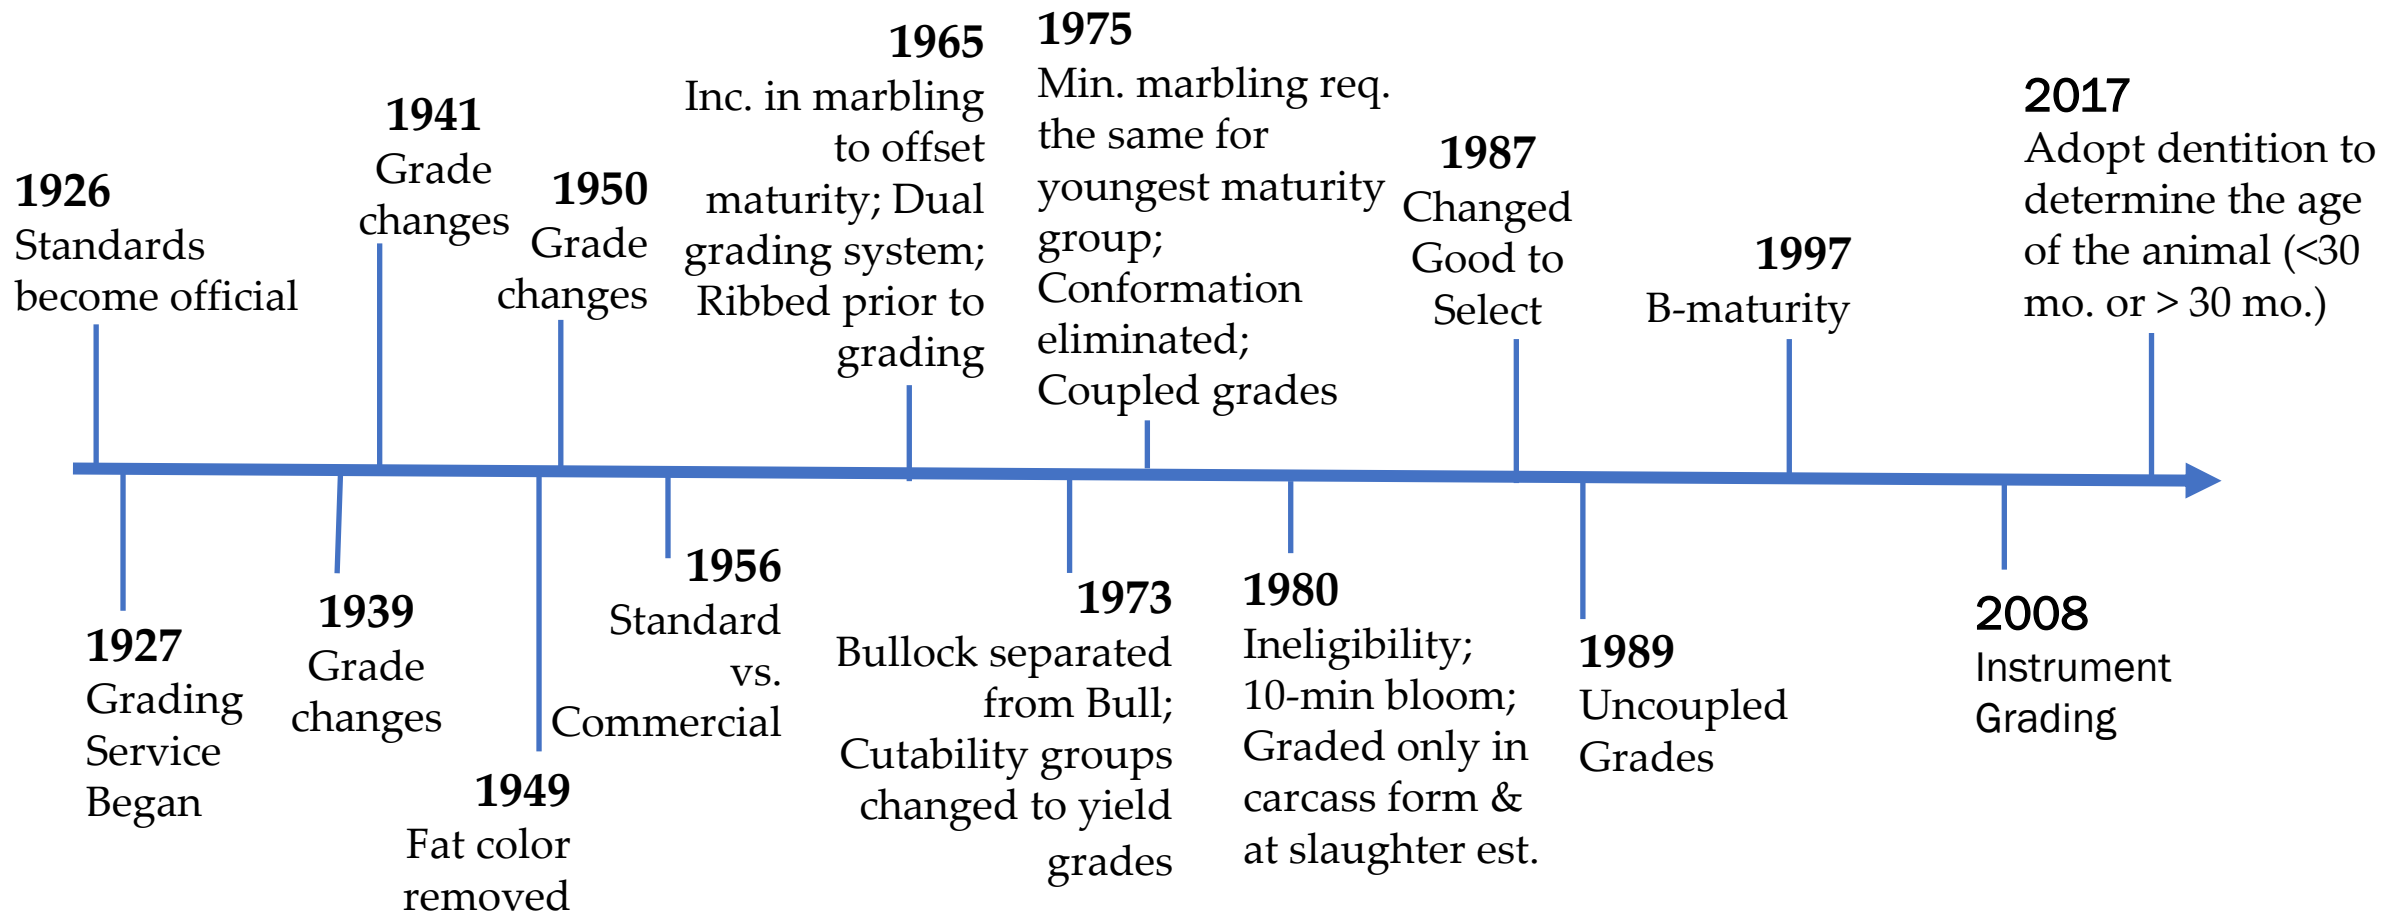 1926
Standards
become official
1927
Grading
Service
Began
1939
Grade
changes
1941
Grade
changes
1949
Fat color
removed
1950
Grade
changes
1956
Standard
vs.
Commercial
1965
Inc. in marbling
to offset
maturity; Dual
grading system;
Ribbed prior to
grading
1973
Bullock separated
from Bull;
Cutability groups
changed to yield
grades
1975
Min. marbling req.
the same for
youngest maturity
group;
Conformation
eliminated;
Coupled grades
1980
Ineligibility;
10-min bloom;
Graded only in
carcass form &
at slaughter est.
1987
Changed
Good to
Select
1989
Uncoupled
Grades
1997
B-maturity
2008
Instrument
Grading
2017
Adopt dentition to
determine the age
of the animal (<30
mo. or > 30 mo.)